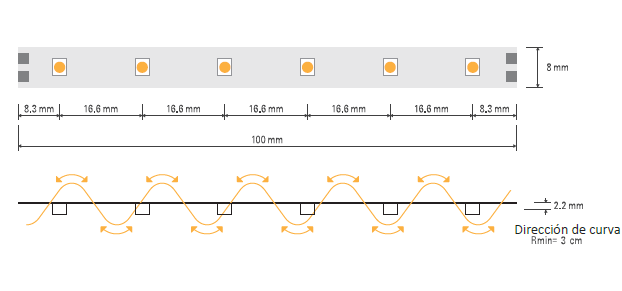 8 mm
8,3 mm 16,6 mm 16,6 mm 16,6 mm 16,6 mm 16,6 mm 8,3 mm
100 mm
2.2 mm
Dirección de curva
Rmin= 3 cm